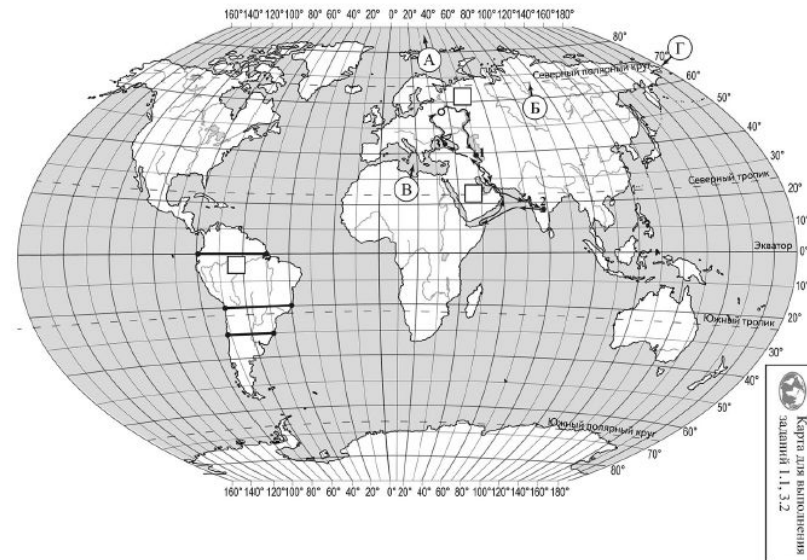 160° 140° 120° 100° 80° 60° 40° 20° 0° 20° 40° 60° 80° 100° 120° 140° 160° 180°
80°
А
Г
70°
Северный полярный круг
60°
Б
50°
40°
30°
В
Северный тропик
20°
10°
Экватор
0°
10°
20°
Южный тропик
30°
40°
50°
Южный полярный круг
60°
70°
80°
160° 140° 120° 100° 80° 60° 40° 20° 0° 20° 40° 60° 80° 100° 120° 140° 160° 180°
Карта для выполнения
заданий 1.1, 3.2